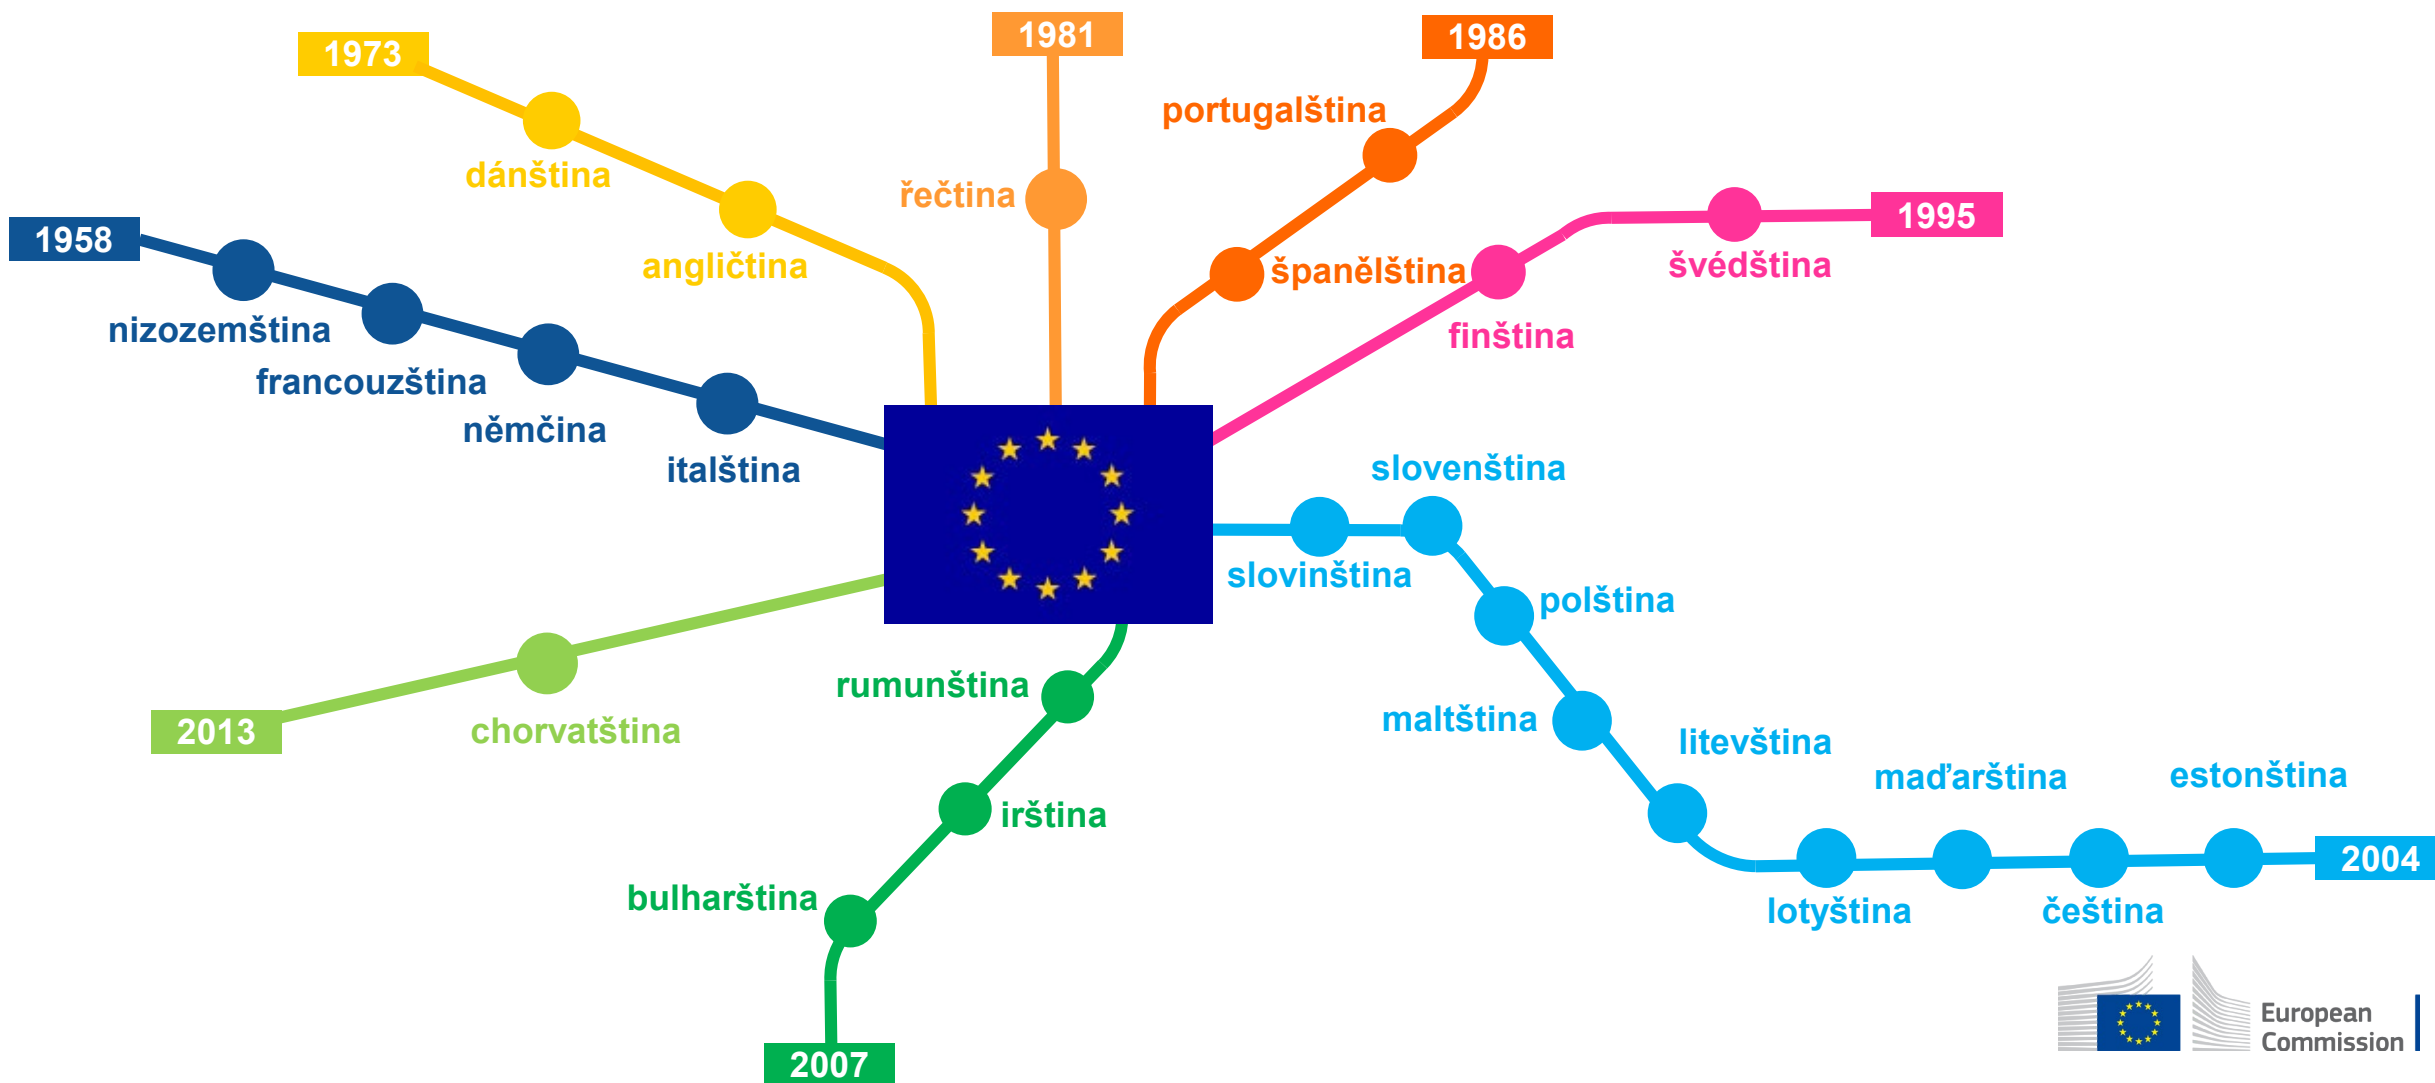 1973
1981
1986
portugalština
dánština
řečtina
1958
1995
angličtina
španělština
švédština
nizozemština
finština
francouzština
němčina
italština
slovenština
slovinština
polština
rumunština
maltština
2013
chorvatština
litevština
maďarština
estonština
irština
2004
bulharština
lotyština
čeština
European
Commission
2007